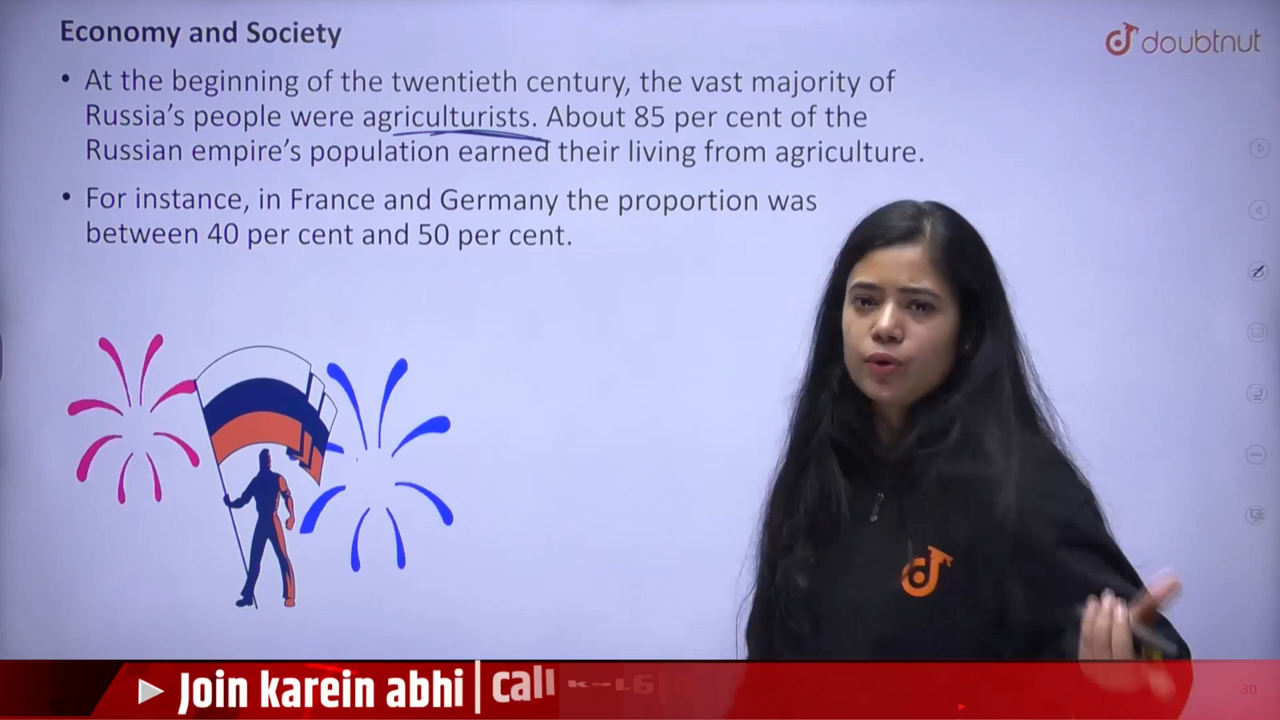 Economy and Society
doubtnut
• At the beginning of the twentieth century, the vast majority of
Russia's people were agriculturists. About 85 per cent of the
Russian empire's population earned their living from agriculture.
• For instance, in France and Germany the proportion was
between 40 per cent and 50 per cent.
Join karein abhi | call
30